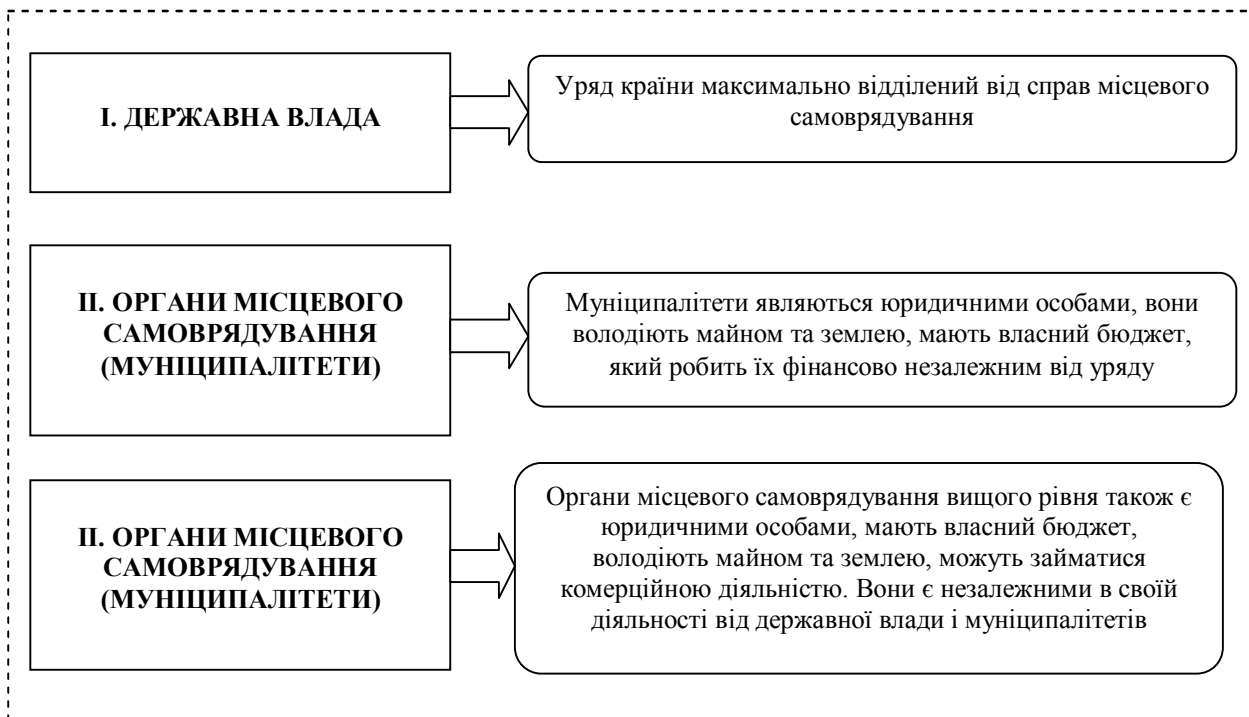 І. ДЕРЖАВНА ВЛАДА
Уряд країни максимально відділений від справ місцевого
самоврядування
ІІ. ОРГАНИ МІСЦЕВОГО
САМОВРЯДУВАННЯ
(МУНІЦИПАЛІТЕТИ)
Муніципалітети являються юридичними особами, вони
володіють майном та землею, мають власний бюджет,
який робить їх фінансово незалежним від уряду
ІІ. ОРГАНИ МІСЦЕВОГО
САМОВРЯДУВАННЯ
(МУНІЦИПАЛІТЕТИ)
Органи місцевого самоврядування вищого рівня також є
юридичними особами, мають власний бюджет,
володіють майном та землею, можуть займатися
комерційною діяльністю. Вони є незалежними в своїй
діяльності від державної влади і муніципалітетів